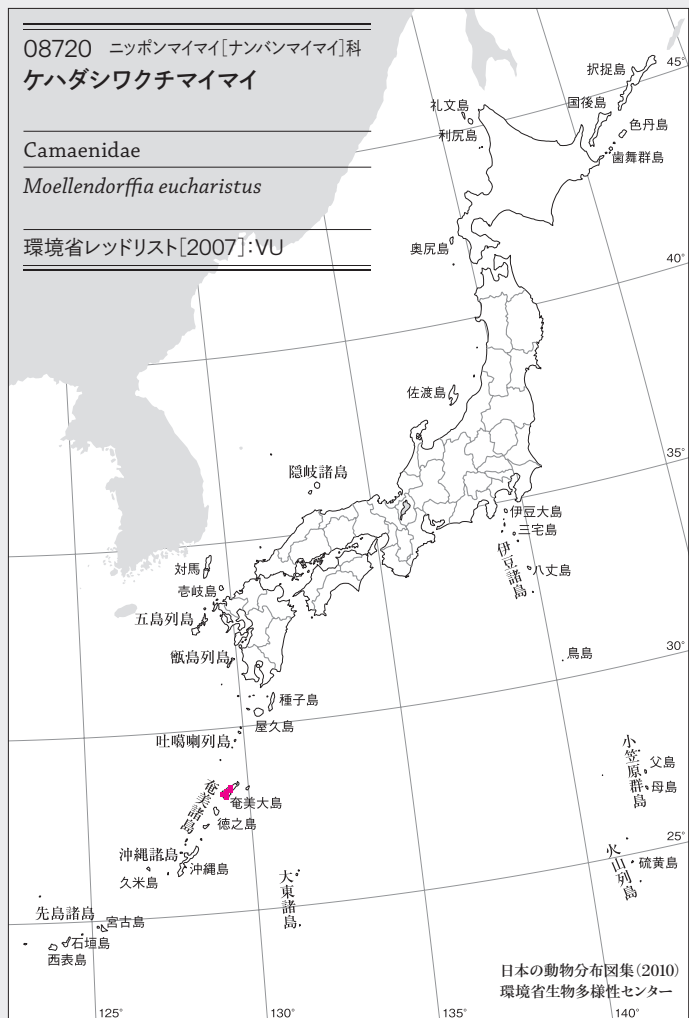 08720 ニッポンマイマイ[ナンバンマイマイ]科
ケハダシワクチマイマイ
Camaenidae
Moellendorffia eucharistus
環境省レッドリスト[2007]:VU
択捉島
45°
礼文島
国後島
利尻島
色丹島
歯舞群島
奥尻島
40°
佐渡島
35°
隠岐諸島
伊豆大島
三宅島
伊豆諸島
八丈島
対馬
壱岐島
五島列島
甑島列島
鳥島
30°
種子島
屋久島
吐噶喇列島
小笠原群島
父島
母島
奄美諸島
奄美大島
徳之島
25°
沖縄諸島
沖縄島
久米島
大東諸島
火山列島
硫黄島
先島諸島
宮古島
石垣島
西表島
日本の動物分布図集(2010)
環境省生物多様性センター
125°
130°
135°
140°